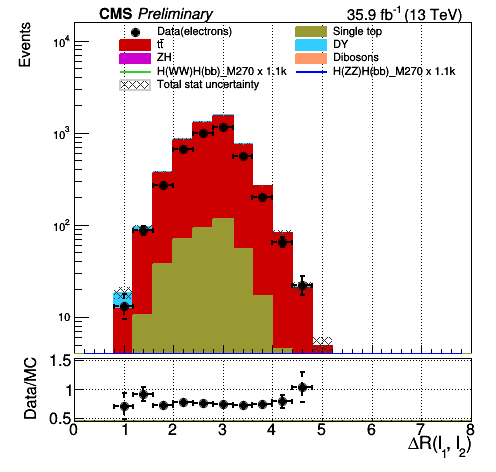 CMS Preliminary 35.9 fb⁻¹ (13 TeV)
Data(electrons) Single top
tt̄ DY
ZH Dibosons
H(WW)H(bb)_M270 x 1.1k H(ZZ)H(bb)_M270 x 1.1k
Total stat uncertainty
Events
10⁴
10³
10²
10
Data/MC
1.5
1
0.5
0 1 2 3 4 5 6 7 8
ΔR(l₁, l₂)